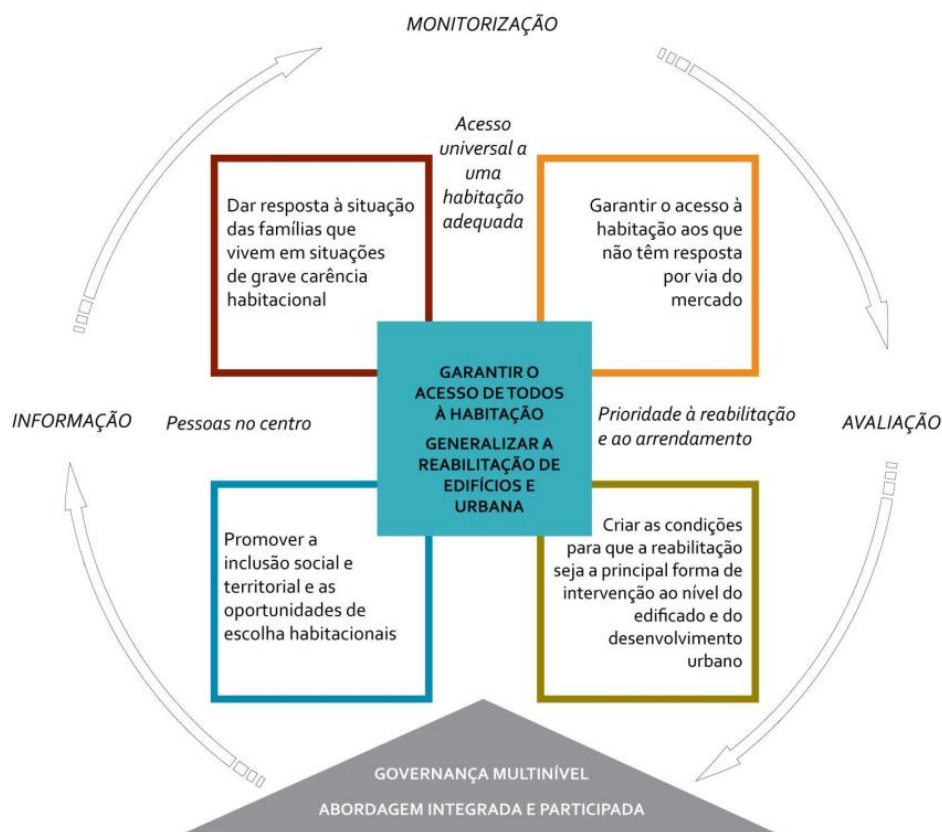 MONITORIZAÇÃO
Acesso
universal a
uma
habitação
adequada
Dar resposta à situação
das famílias que
vivem em situações
de grave carência
habitacional
Garantir o acesso à
habitação aos que
não têm resposta
por via do
mercado
GARANTIR O
ACESSO DE TODOS
À HABITAÇÃO
GENERALIZAR A
REABILITAÇÃO DE
EDIFÍCIOS E
URBANA
INFORMAÇÃO
Pessoas no centro
Prioridade à reabilitação
e ao arrendamento
AVALIAÇÃO
Promover a
inclusão social e
territorial e as
oportunidades de
escolha habitacionais
Criar as condições
para que a reabilitação
seja a principal forma de
intervenção ao nível do
edificado e do
desenvolvimento
urbano
GOVERNANÇA MULTINÍVEL
ABORDAGEM INTEGRADA E PARTICIPADA